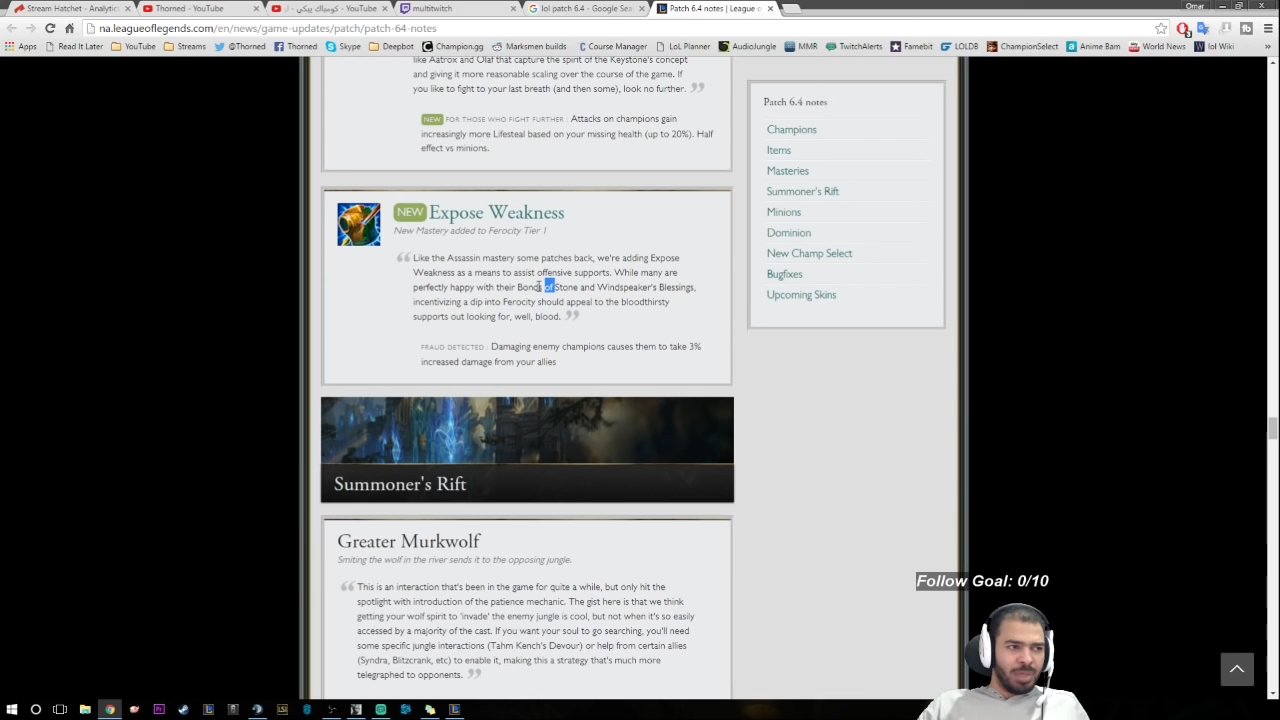 Stream Hatchet - Analytic
Thorned - YouTube
YouTube - كومباك بيكي - ل
multitwitch
lol patch 6.4 - Google Sea
Patch 6.4 notes | League o
Omar
na.leagueoflegends.com/en/news/game-updates/patch/patch-64-notes
Apps
Read It Later
YouTube
Streams
@Thorned
Thorned
Skype
Deepbot
Champion.gg
Marksmen builds
Course Manager
LoL Planner
AudioJungle
MMR
TwitchAlerts
Famebit
LOLDB
ChampionSelect
Anime Bam
World News
lol Wiki
like Aatrox and Olaf that capture the spirit of the Keystone's concept
and giving it more reasonable scaling over the course of the game. If
you like to fight to your last breath (and then some), look no further.
NEW FOR THOSE WHO FIGHT FURTHER : Attacks on champions gain
increasingly more Lifesteal based on your missing health (up to 20%). Half
effect vs minions.
NEW Expose Weakness
New Mastery added to Ferocity Tier 1
Like the Assassin mastery some patches back, we're adding Expose
Weakness as a means to assist offensive supports. While many are
perfectly happy with their Bonds of Stone and Windspeaker's Blessings,
incentivizing a dip into Ferocity should appeal to the bloodthirsty
supports out looking for, well, blood.
FRAUD DETECTED : Damaging enemy champions causes them to take 3%
increased damage from your allies
Summoner's Rift
Greater Murkwolf
Smiting the wolf in the river sends it to the opposing jungle.
This is an interaction that's been in the game for quite a while, but only hit the
spotlight with introduction of the patience mechanic. The gist here is that we think
getting your wolf spirit to 'invade' the enemy jungle is cool, but not when it's so easily
accessed by a majority of the cast. If you want your soul to go searching, you'll need
some specific jungle interactions (Tahm Kench's Devour) or help from certain allies
(Syndra, Blitzcrank, etc) to enable it, making this a strategy that's much more
telegraphed to opponents.
Patch 6.4 notes
Champions
Items
Masteries
Summoner's Rift
Minions
Dominion
New Champ Select
Bugfixes
Upcoming Skins
Follow Goal: 0/10